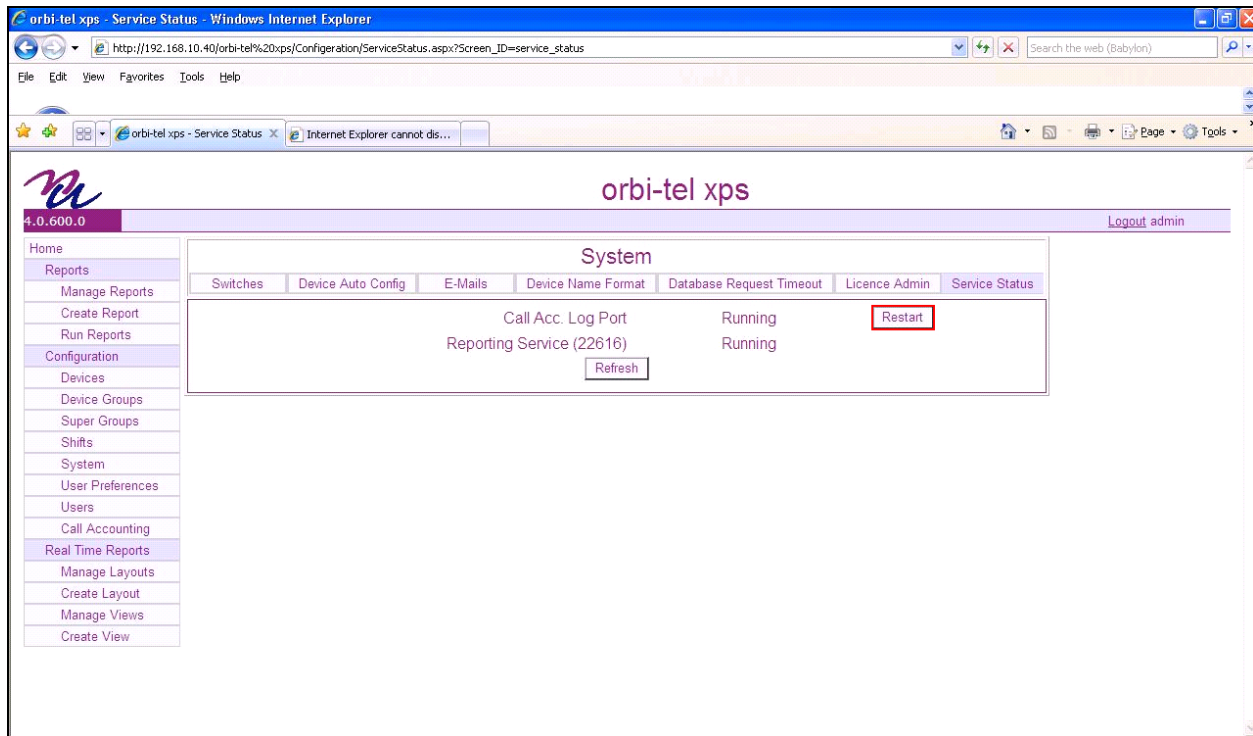 orbi-tel xps - Service Status - Windows Internet Explorer
http://192.168.10.40/orbi-tel%20xps/Configeration/ServiceStatus.aspx?Screen_ID=service_status
Search the web (Babylon)
File Edit View Favorites Tools Help
orbi-tel xps - Service Status
Internet Explorer cannot dis...
Page Tools
orbi-tel xps
4.0.600.0
Logout admin
Home
Reports
Manage Reports
Create Report
Run Reports
Configuration
Devices
Device Groups
Super Groups
Shifts
System
User Preferences
Users
Call Accounting
Real Time Reports
Manage Layouts
Create Layout
Manage Views
Create View
System
Switches Device Auto Config E-Mails Device Name Format Database Request Timeout Licence Admin Service Status
Call Acc. Log Port Running Restart
Reporting Service (22616) Running
Refresh